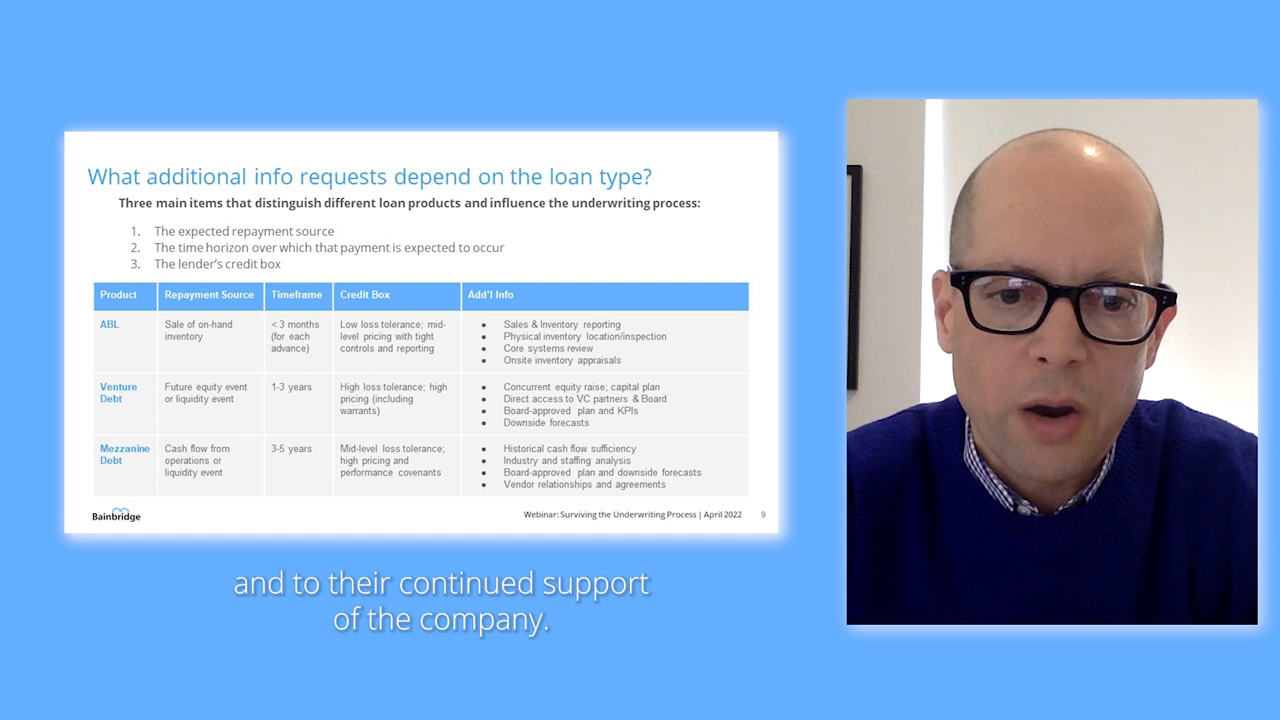 What additional info requests depend on the loan type?
Three main items that distinguish different loan products and influence the underwriting process:
1. The expected repayment source
2. The time horizon over which that payment is expected to occur
3. The lender's credit box
Product Repayment Source Timeframe Credit Box Add'l Info
ABL
Sale of on-hand
inventory
< 3 months
(for each
advance)
Low loss tolerance; mid-
level pricing with tight
controls and reporting
• Sales & Inventory reporting
• Physical inventory location/inspection
• Core systems review
• Onsite inventory appraisals
Venture
Debt
Future equity event
or liquidity event
1-3 years
High loss tolerance; high
pricing (including
warrants)
• Concurrent equity raise; capital plan
• Direct access to VC partners & Board
• Board-approved plan and KPIs
• Downside forecasts
Mezzanine
Debt
Cash flow from
operations or
liquidity event
3-5 years
Mid-level loss tolerance;
high pricing and
performance covenants
• Historical cash flow sufficiency
• Industry and staffing analysis
• Board-approved plan and downside forecasts
• Vendor relationships and agreements
Bainbridge
Webinar: Surviving the Underwriting Process | April 2022 9
and to their continued support
of the company.